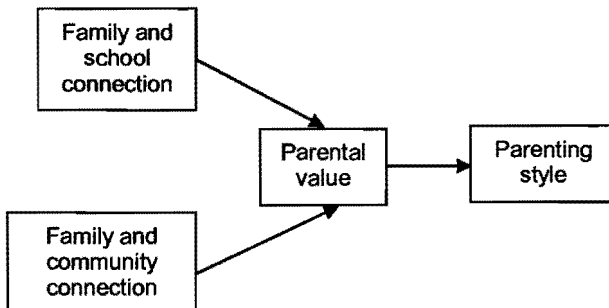 Family and
school
connection
Parental
value
Parenting
style
Family and
community
connection